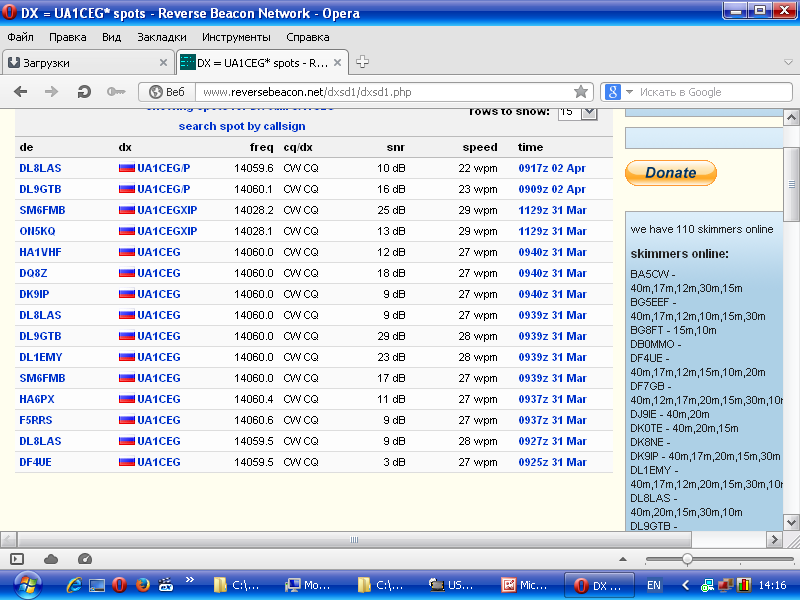 DX = UA1CEG* spots - Reverse Beacon Network - Opera
Файл Правка Вид Закладки Инструменты Справка
Загрузки
DX = UA1CEG* spots - R...
Веб www.reversebeacon.net/dxsd1/dxsd1.php Искать в Google
rows to show: 15
search spot by callsign
de dx freq cq/dx snr speed time
DL8LAS UA1CEG/P 14059.6 CW CQ 10 dB 22 wpm 0917z 02 Apr
DL9GTB UA1CEG/P 14060.1 CW CQ 16 dB 23 wpm 0909z 02 Apr
SM6FMB UA1CEGXIP 14028.2 CW CQ 25 dB 29 wpm 1129z 31 Mar
ON5KQ UA1CEGXIP 14028.1 CW CQ 13 dB 29 wpm 1129z 31 Mar
HA1VHF UA1CEG 14060.0 CW CQ 12 dB 27 wpm 0940z 31 Mar
DQ8Z UA1CEG 14060.0 CW CQ 18 dB 27 wpm 0940z 31 Mar
DK9IP UA1CEG 14060.0 CW CQ 9 dB 27 wpm 0940z 31 Mar
DL8LAS UA1CEG 14060.0 CW CQ 9 dB 27 wpm 0939z 31 Mar
DL9GTB UA1CEG 14060.0 CW CQ 29 dB 28 wpm 0939z 31 Mar
DL1EMY UA1CEG 14060.0 CW CQ 23 dB 28 wpm 0939z 31 Mar
SM6FMB UA1CEG 14060.0 CW CQ 17 dB 27 wpm 0939z 31 Mar
HA6PX UA1CEG 14060.4 CW CQ 11 dB 27 wpm 0937z 31 Mar
F5RRS UA1CEG 14060.6 CW CQ 9 dB 27 wpm 0937z 31 Mar
DL8LAS UA1CEG 14059.5 CW CQ 9 dB 28 wpm 0927z 31 Mar
DF4UE UA1CEG 14059.5 CW CQ 3 dB 27 wpm 0925z 31 Mar
Donate
we have 110 skimmers online
skimmers online:
BA5CW -
40m,17m,12m,30m,15m
BG5EEF -
40m,17m,12m,10m,15m,30m
BG8FT - 15m,10m
DB0MMO -
DF4UE -
40m,17m,12m,15m,10m,20m
DF7GB -
40m,12m,17m,20m,15m,30m,10m
DJ9IE - 40m,20m
DK0TE - 40m,20m,15m
DK8NE -
DK9IP - 40m,17m,20m,15m,30m
DL1EMY -
40m,17m,12m,20m,15m,30m,10m
DL8LAS -
40m,20m,15m,30m,10m
DL9GTB -
C:\... Mo... C:\... US... Mic... DX ... EN 14:16